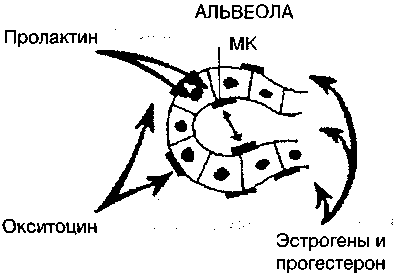 АЛЬВЕОЛА
Пролактин
МК
Окситоцин
Эстрогены и
прогестерон